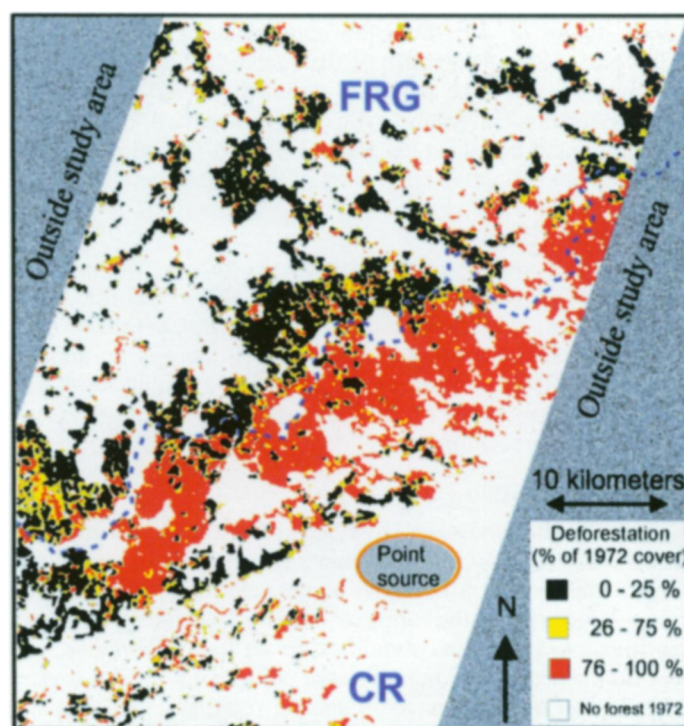 Outside study area
FRG
Outside study area
10 kilometers
Deforestation
(% of 1972 cover)
0 - 25 %
26 - 75 %
76 - 100 %
No forest 1972
Point
source
N
CR